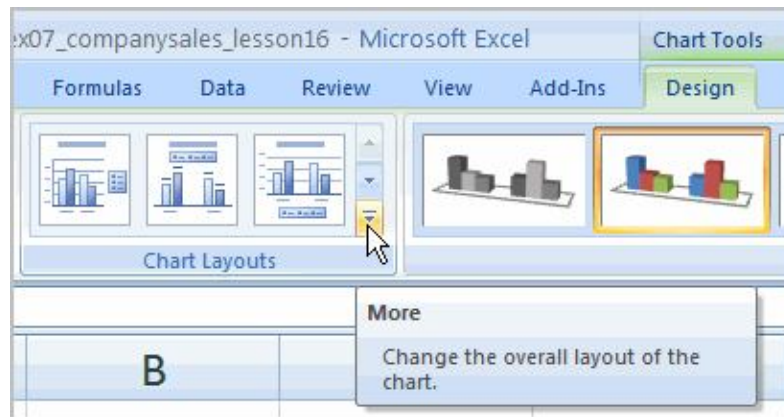 ex07_companysales_lesson16 - Microsoft Excel
Chart Tools
Formulas
Data
Review
View
Add-Ins
Design
Chart Layouts
More
Change the overall layout of the
chart.
B